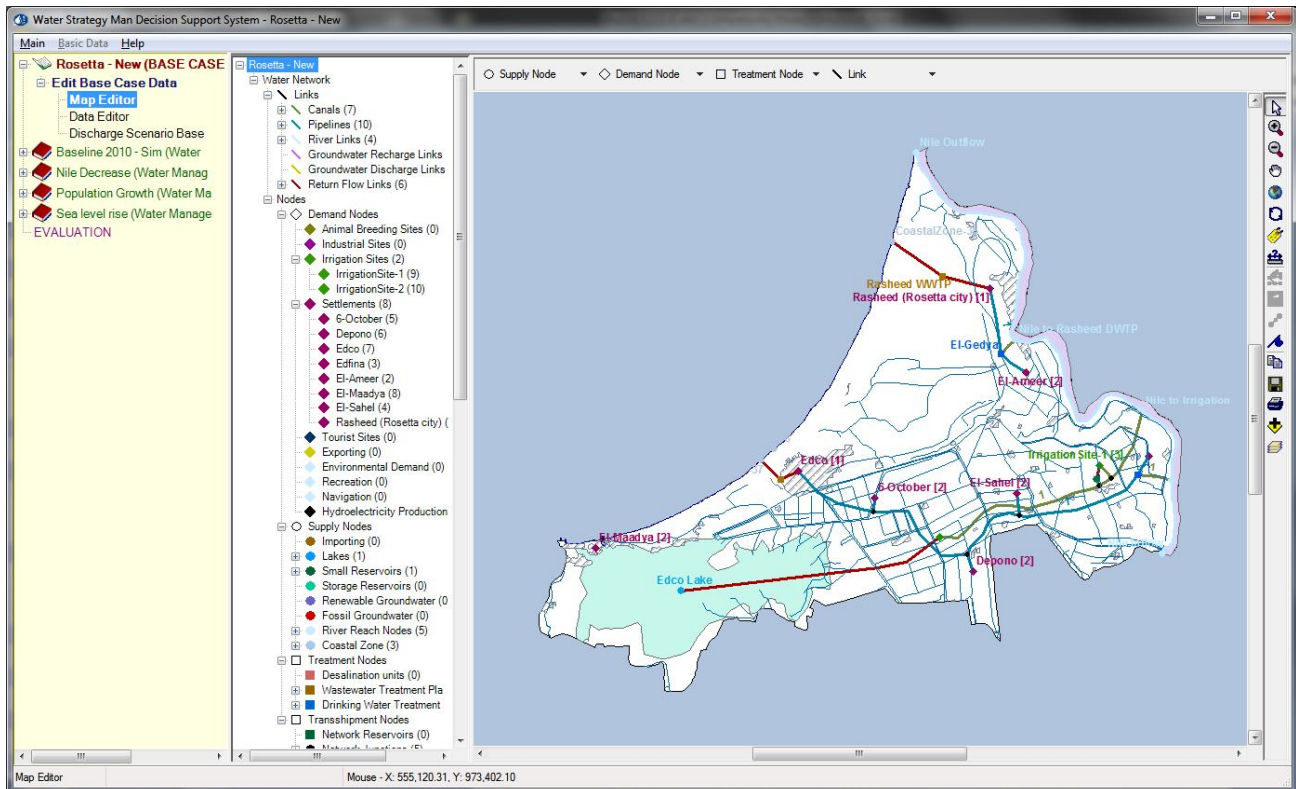 Water Strategy Man Decision Support System - Rosetta - New
Main Basic Data Help
Rosetta - New (BASE CASE
Edit Base Case Data
Map Editor
Data Editor
Discharge Scenario Base
Baseline 2010 - Sim (Water
Nile Decrease (Water Manag
Population Growth (Water Ma
Sea level rise (Water Manage
EVALUATION
Rosetta - New
Water Network
Links
Canals (7)
Pipelines (10)
River Links (4)
Groundwater Recharge Links
Groundwater Discharge Links
Return Flow Links (6)
Nodes
Demand Nodes
Animal Breeding Sites (0)
Industrial Sites (0)
Irrigation Sites (2)
IrrigationSite-1 (9)
IrrigationSite-2 (10)
Settlements (8)
6-October (5)
Depono (6)
Edco (7)
Edfina (3)
El-Ameer (2)
El-Maadya (8)
El-Sahel (4)
Rasheed (Rosetta city) (
Tourist Sites (0)
Exporting (0)
Environmental Demand (0)
Recreation (0)
Navigation (0)
Hydroelectricity Production
Supply Nodes
Importing (0)
Lakes (1)
Small Reservoirs (1)
Storage Reservoirs (0)
Renewable Groundwater (0
Fossil Groundwater (0)
River Reach Nodes (5)
Coastal Zone (3)
Treatment Nodes
Desalination units (0)
Wastewater Treatment Pla
Drinking Water Treatment
Transshipment Nodes
Network Reservoirs (0)
Network Junctions (5)
Supply Node Demand Node Treatment Node Link
Nile Outflow
CoastalZone-3
Rasheed WWTP
Rasheed (Rosetta city) [1]
Nile to Rasheed DWTP
El-Gedya
El-Ameer [2]
Nile to Irrigation
Irrigation Site-1 [3]
1
Edco [1]
6-October [2]
El-Sahel [2]
1
El-Maadya [2]
Depono [2]
Edco Lake
Map Editor
Mouse - X: 555,120.31, Y: 973,402.10